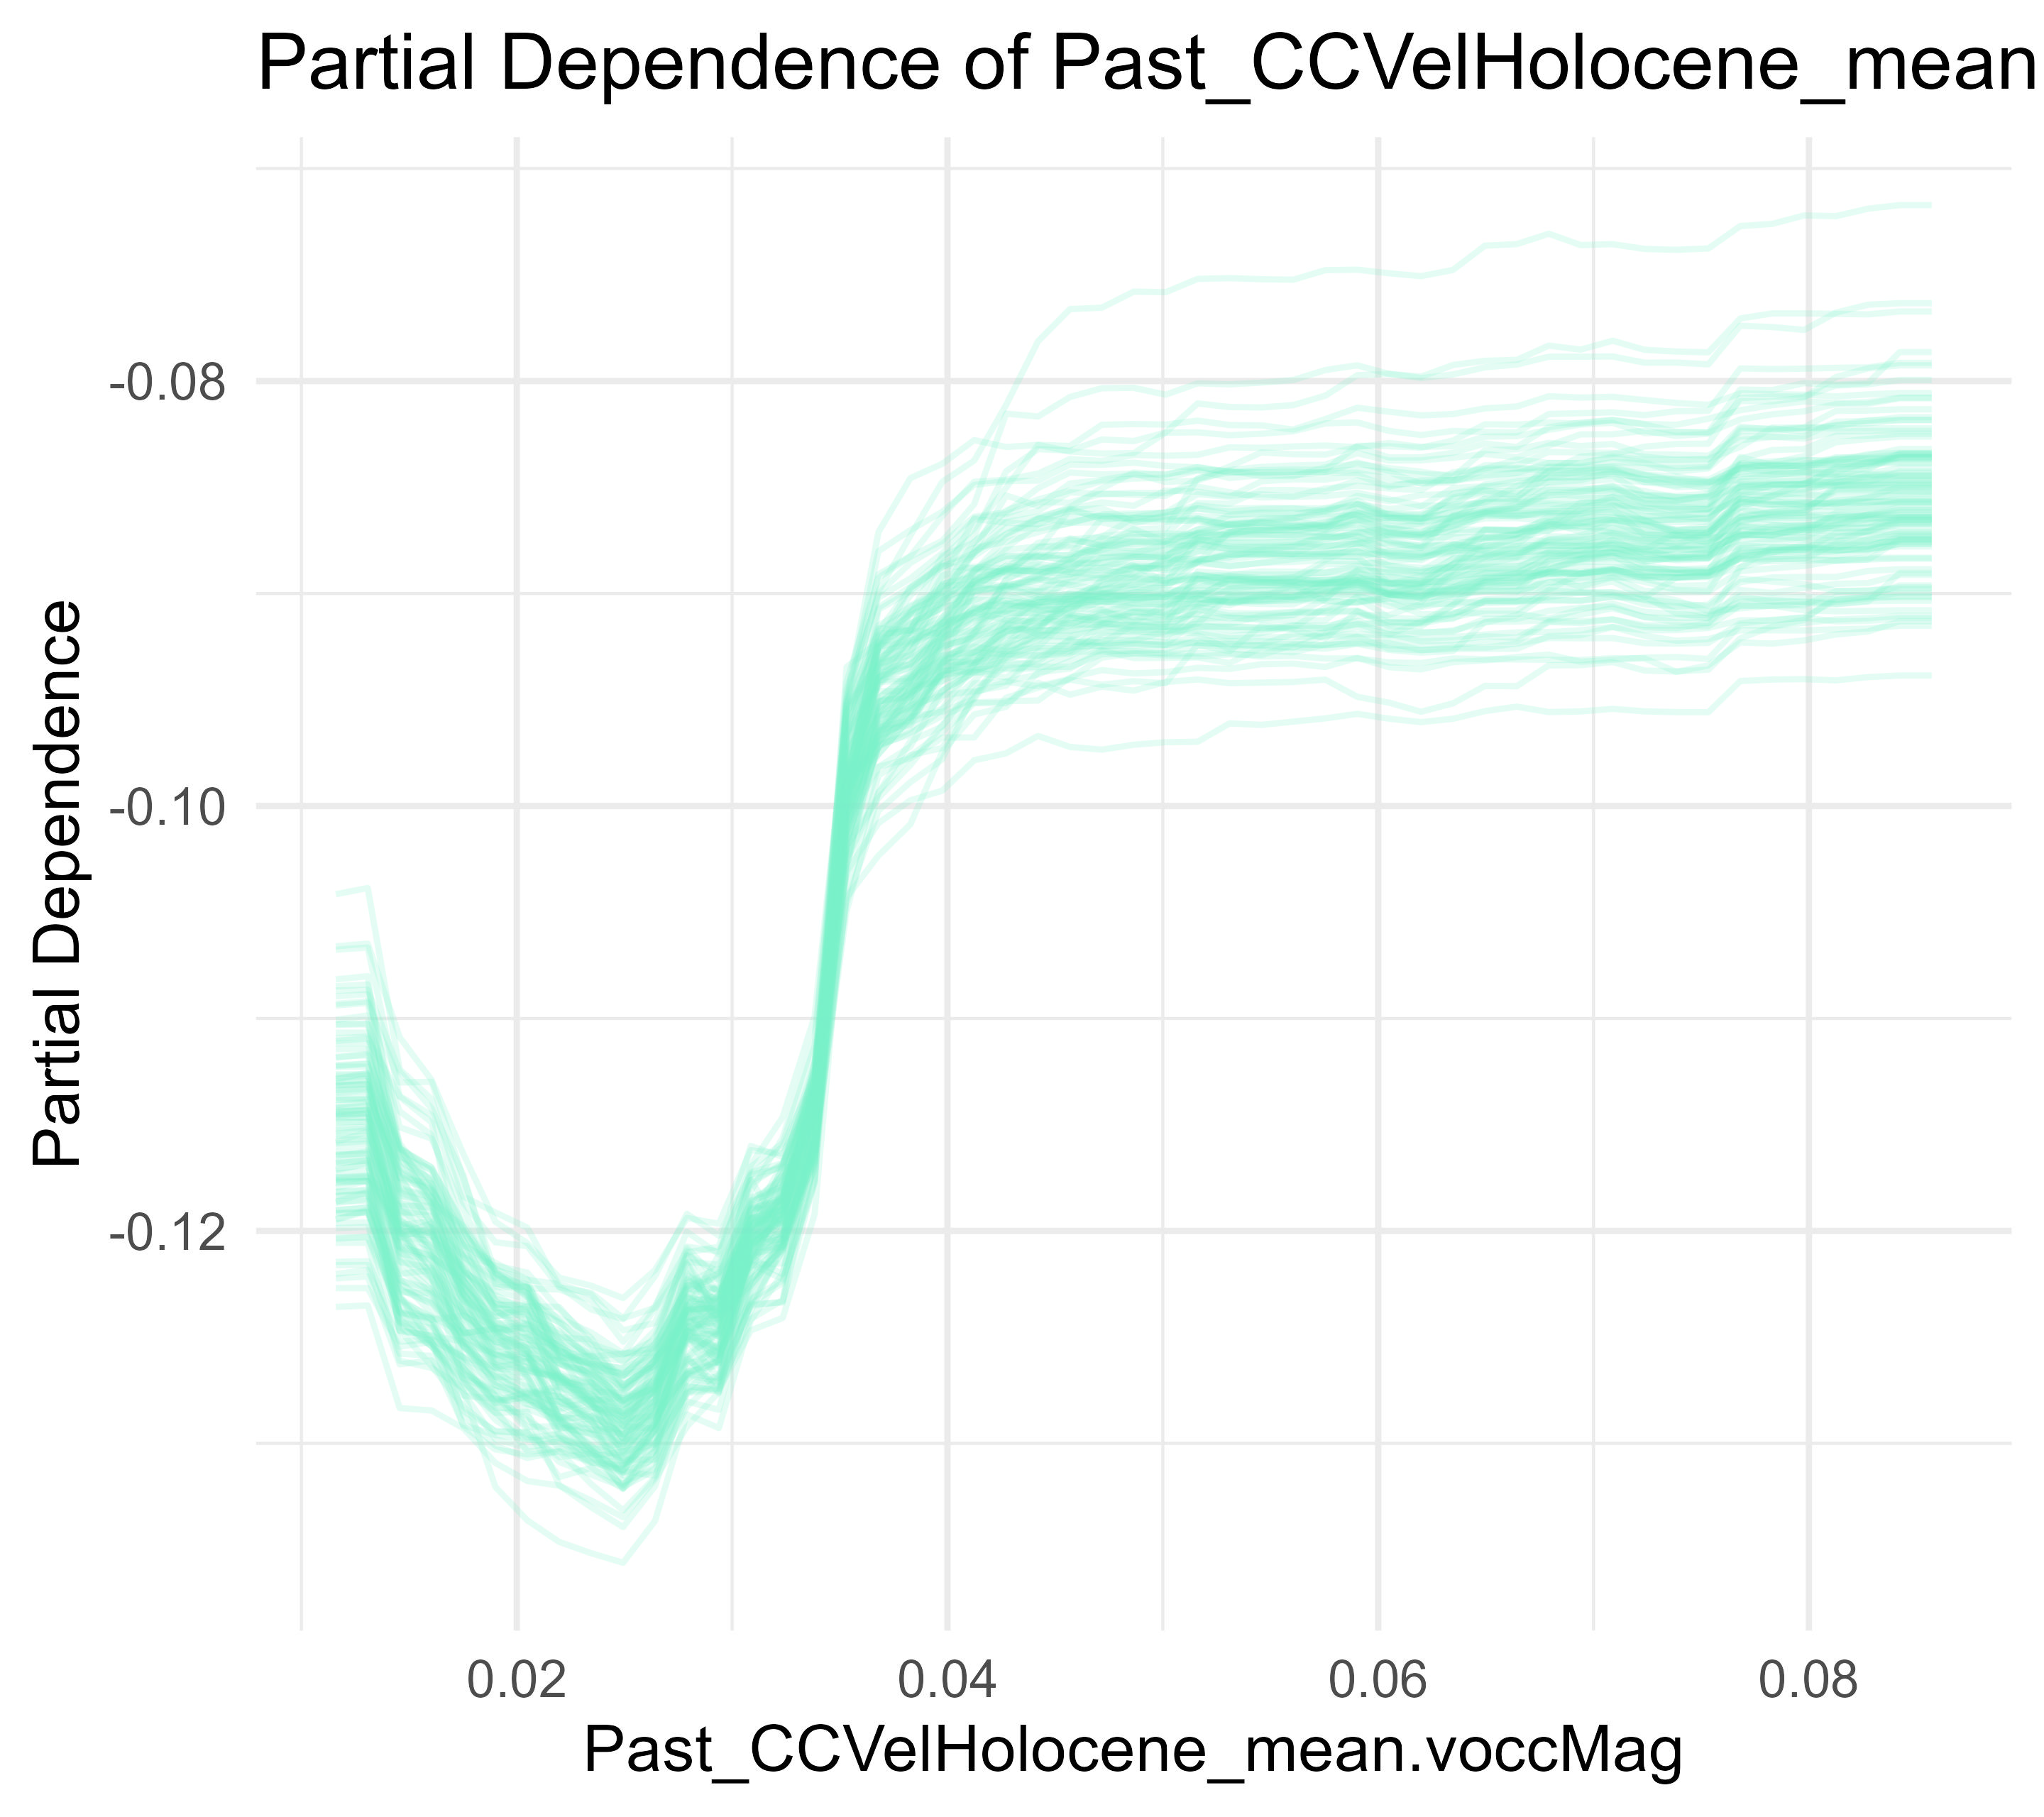 Partial Dependence of Past_CCVelHolocene_mean
Partial Dependence
-0.08
-0.10
-0.12
0.02 0.04 0.06 0.08
Past_CCVelHolocene_mean.voccMag